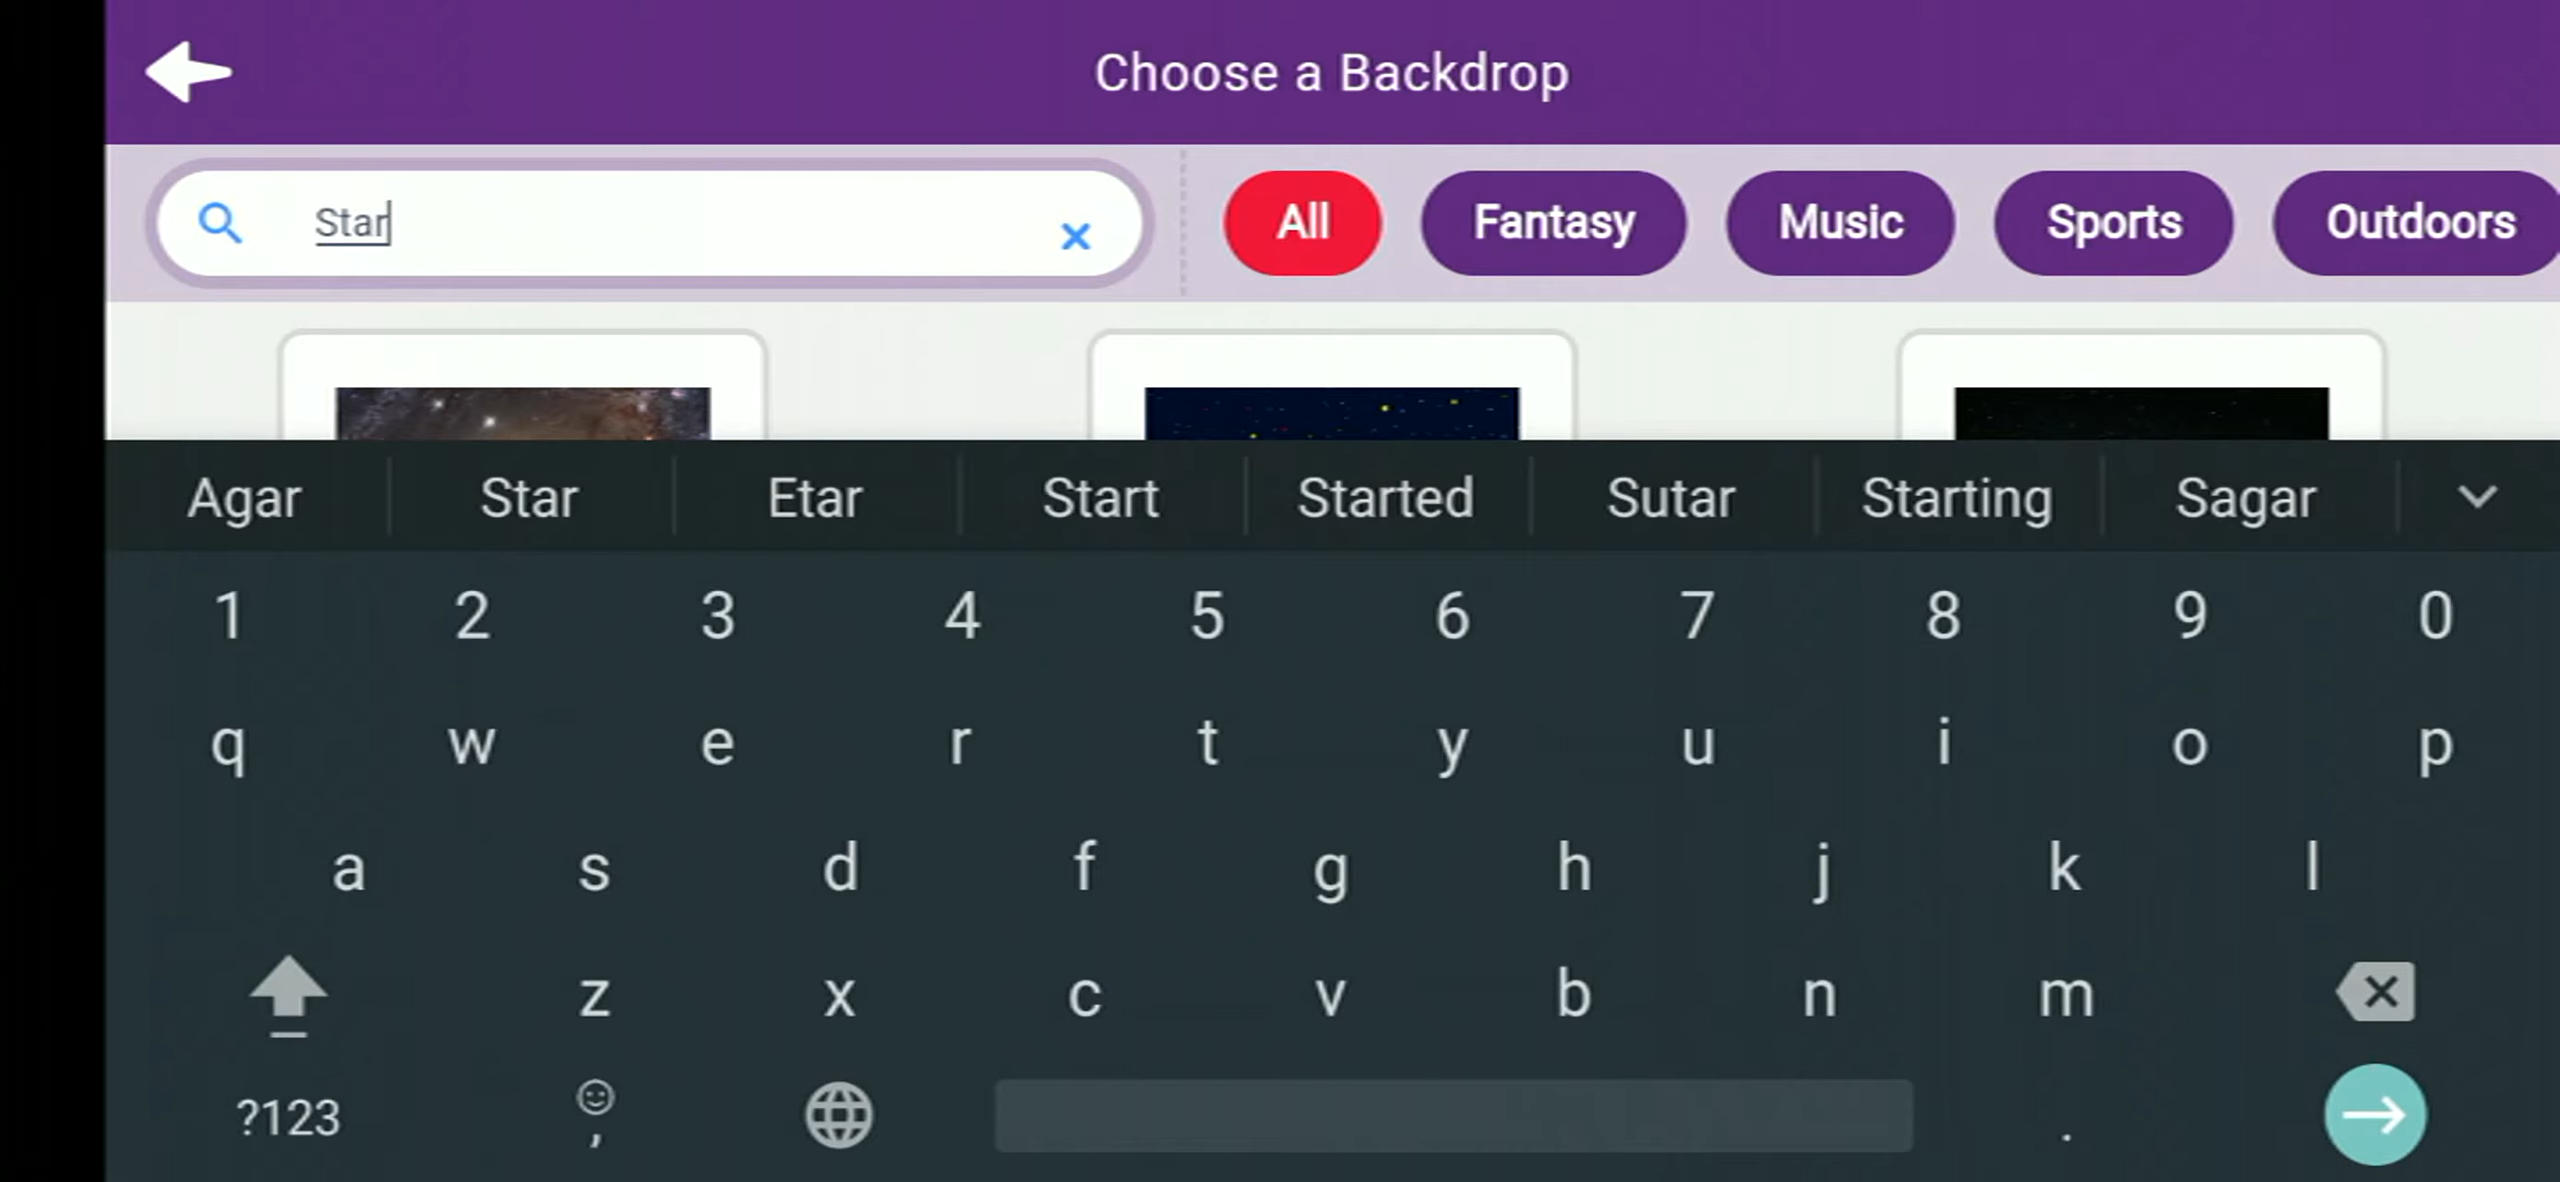 Choose a Backdrop
Star
All Fantasy Music Sports Outdoors
Agar Star Etar Start Started Sutar Starting Sagar
1 2 3 4 5 6 7 8 9 0
q w e r t y u i o p
a s d f g h j k l
z x c v b n m
?123 , .